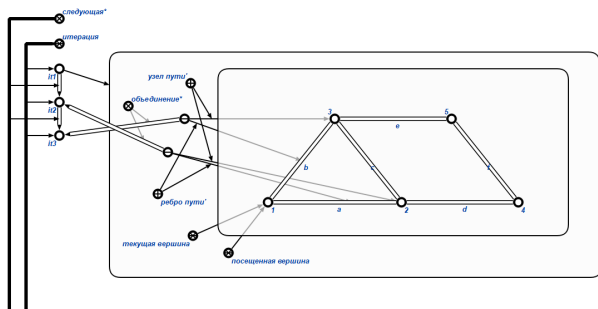 следующая*
итерация
it1
it2
it3
узел пути'
объединение*
ребро пути'
текущая вершина
посещенная вершина
3
5
e
b
c
f
1
a
2
d
4